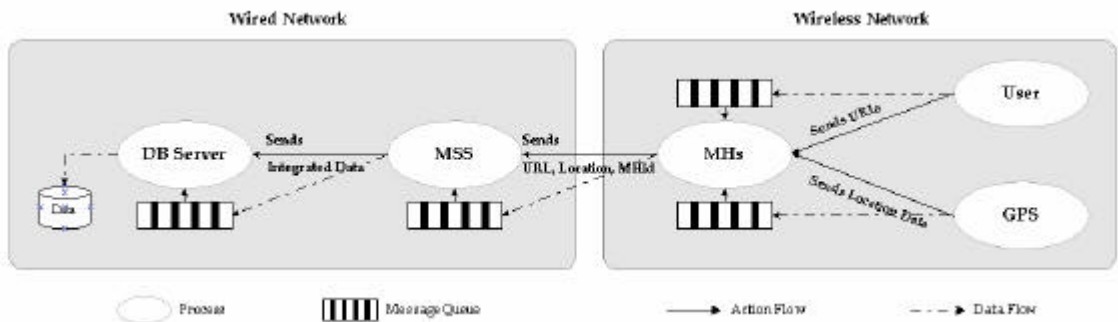 Wired Network
Wireless Network
User
Sends URLs
DB Server
Sends
Integrated Data
MSS
Sends
URL, Location, MHid
MHs
Sends Location Data
GPS
Data
Process
Message Queue
Action Flow
Data Flow